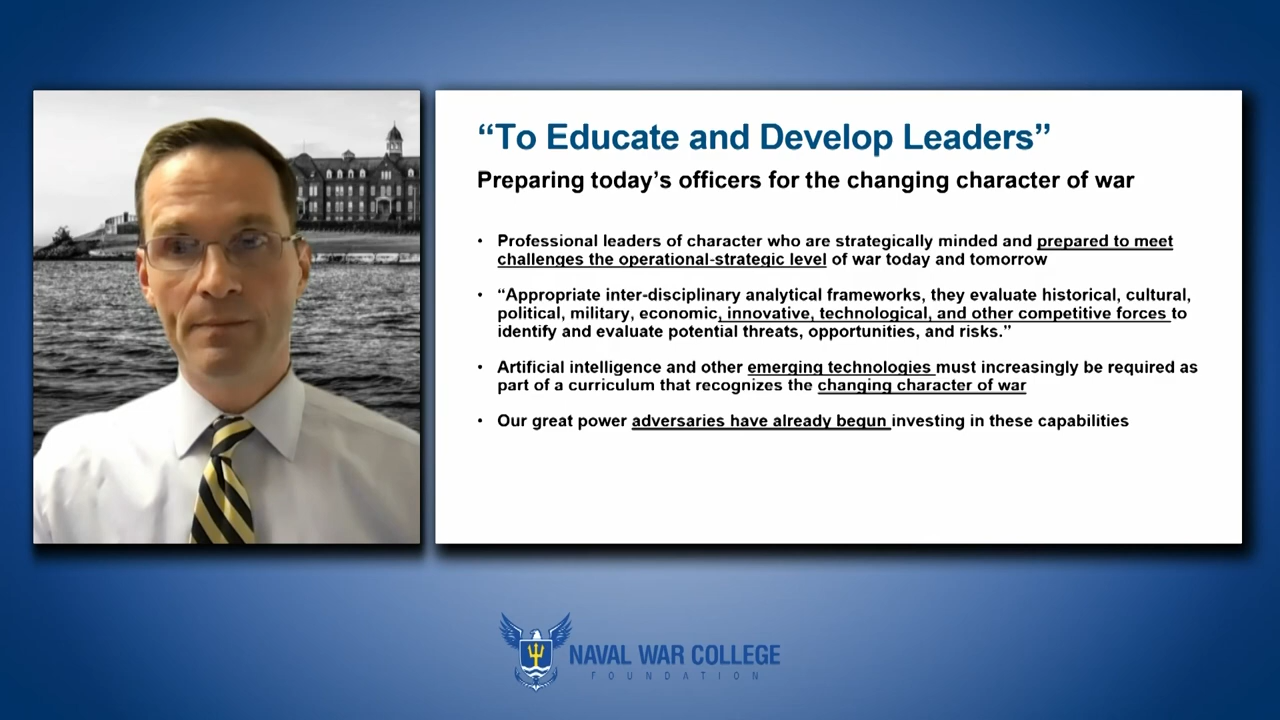 “To Educate and Develop Leaders”
Preparing today’s officers for the changing character of war
• Professional leaders of character who are strategically minded and prepared to meet
challenges the operational-strategic level of war today and tomorrow
• “Appropriate inter-disciplinary analytical frameworks, they evaluate historical, cultural,
political, military, economic, innovative, technological, and other competitive forces to
identify and evaluate potential threats, opportunities, and risks.”
• Artificial intelligence and other emerging technologies must increasingly be required as
part of a curriculum that recognizes the changing character of war
• Our great power adversaries have already begun investing in these capabilities
NAVAL WAR COLLEGE
FOUNDATION